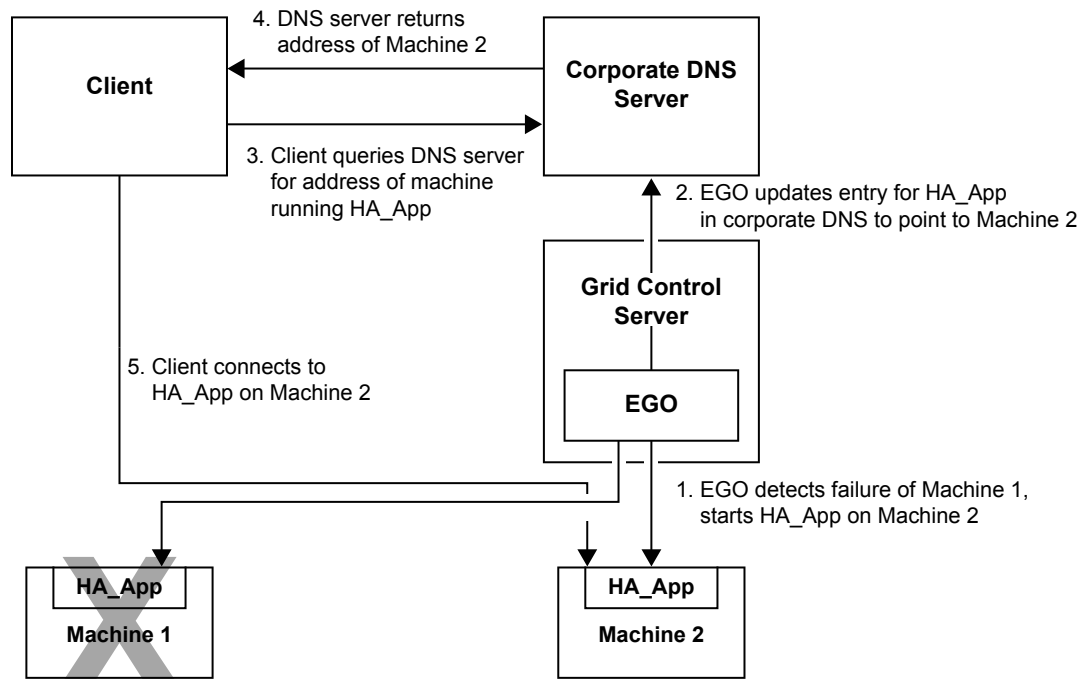 4. DNS server returns
address of Machine 2
Client
Corporate DNS
Server
3. Client queries DNS server
for address of machine
running HA_App
2. EGO updates entry for HA_App
in corporate DNS to point to Machine 2
Grid Control
Server
5. Client connects to
HA_App on Machine 2
EGO
1. EGO detects failure of Machine 1,
starts HA_App on Machine 2
HA_App
Machine 1
HA_App
Machine 2